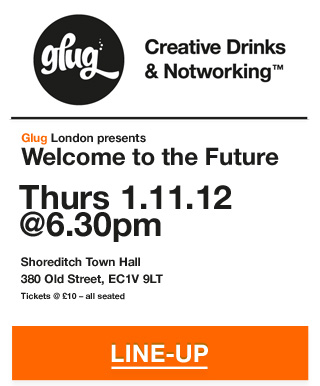 glug
Creative Drinks
& Notworking™
Glug London presents
Welcome to the Future
Thurs 1.11.12
@6.30pm
Shoreditch Town Hall
380 Old Street, EC1V 9LT
Tickets @ £10 – all seated
LINE-UP